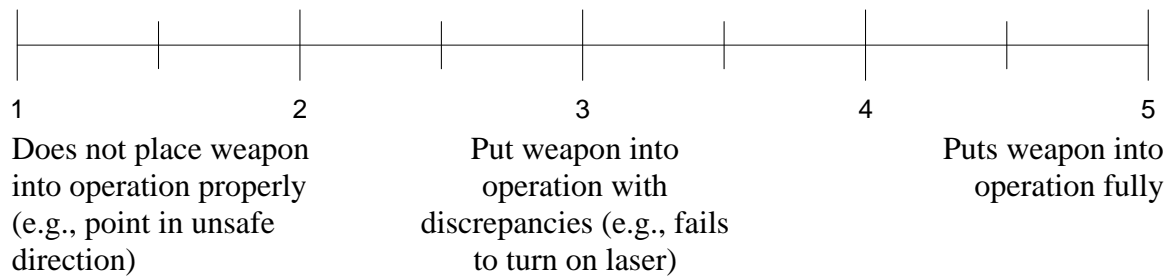 1 2 3 4 5
Does not place weapon
into operation properly
(e.g., point in unsafe
direction)
Put weapon into
operation with
discrepancies (e.g., fails
to turn on laser)
Puts weapon into
operation fully